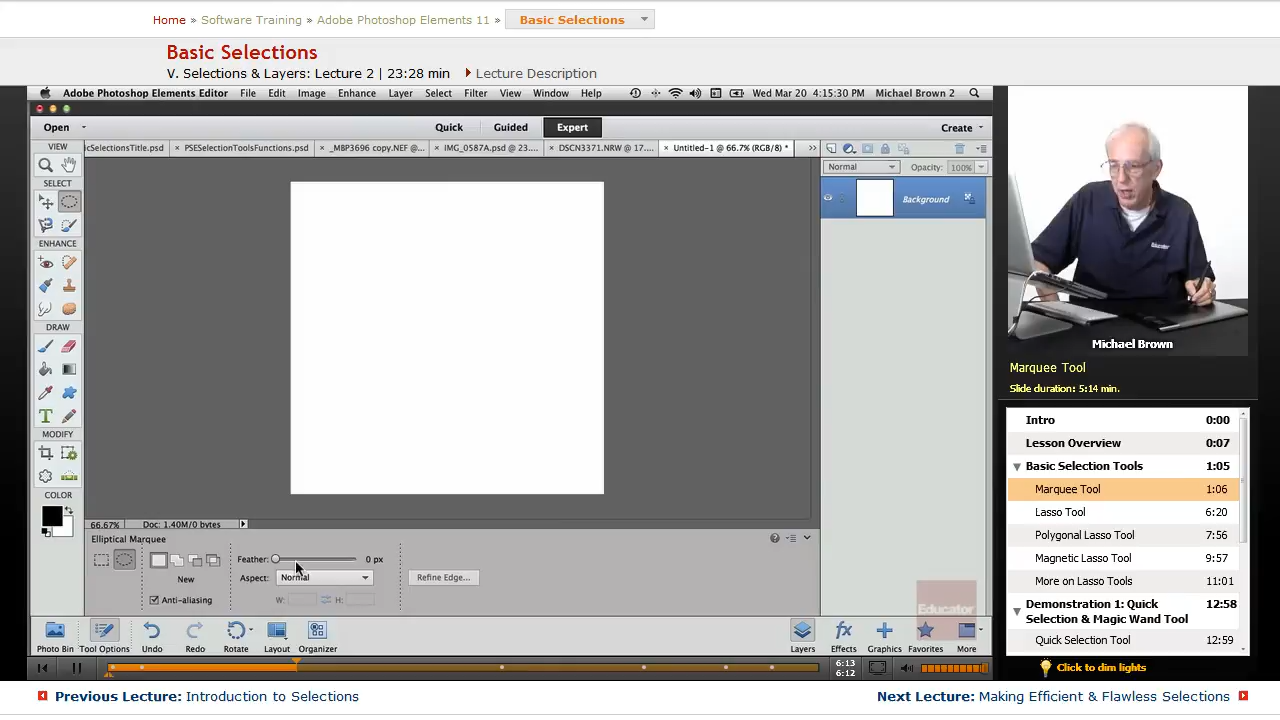 Home » Software Training » Adobe Photoshop Elements 11 » Basic Selections
Basic Selections
V. Selections & Layers: Lecture 2 | 23:28 min Lecture Description
Adobe Photoshop Elements Editor File Edit Image Enhance Layer Select Filter View Window Help Wed Mar 20 4:15:30 PM Michael Brown 2
Open Quick Guided Expert Create
VIEW
icSelectionsTitle.psd × PSESelectionToolsFunctions.psd × _MBP3696 copy.NEF @... × IMG_0587A.psd @ 23.... × DSCN3371.NRW @ 17.... × Untitled-1 @ 66.7% (RGB/8) * »
Normal Opacity: 100%
SELECT
Background
ENHANCE
DRAW
T
MODIFY
COLOR
66.67% Doc: 1.40M/0 bytes
Elliptical Marquee
Feather: 0 px
New
Aspect: Normal
Refine Edge...
Anti-aliasing
W: H:
Educator
Photo Bin Tool Options Undo Redo Rotate Layout Organizer Layers Effects Graphics Favorites More
6:13
6:12
Educator
Michael Brown
Marquee Tool
Slide duration: 5:14 min.
Intro 0:00
Lesson Overview 0:07
Basic Selection Tools 1:05
Marquee Tool 1:06
Lasso Tool 6:20
Polygonal Lasso Tool 7:56
Magnetic Lasso Tool 9:57
More on Lasso Tools 11:01
Demonstration 1: Quick 12:58
Selection & Magic Wand Tool
Quick Selection Tool 12:59
Click to dim lights
Previous Lecture: Introduction to Selections
Next Lecture: Making Efficient & Flawless Selections